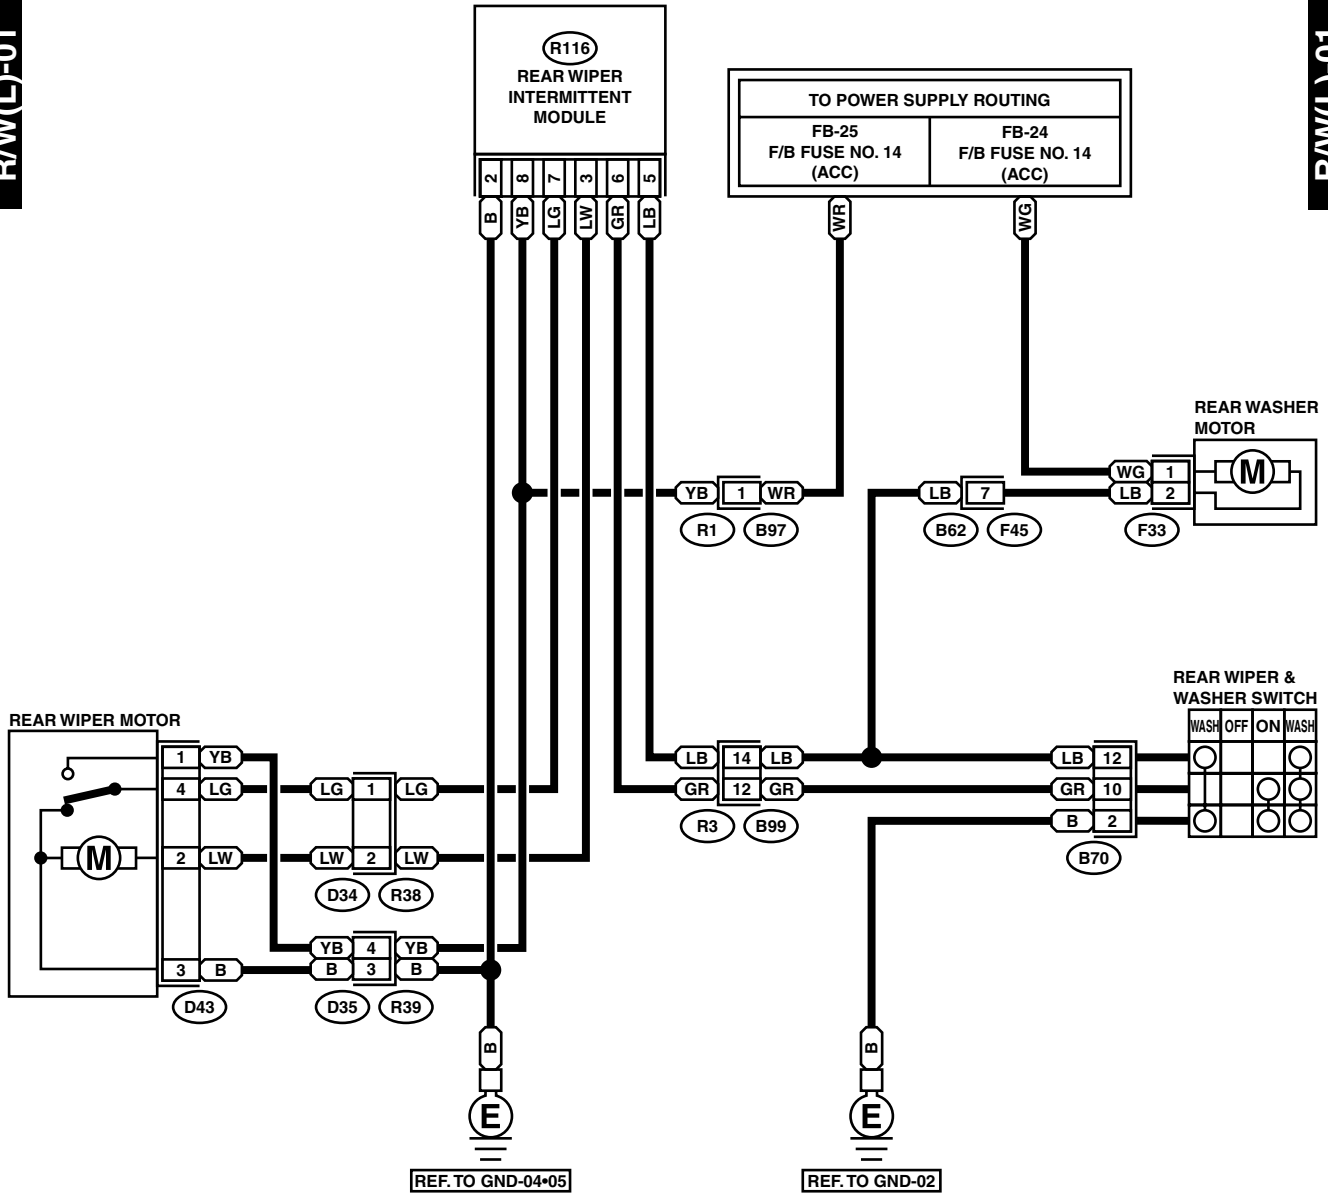 R/W(L)-01
R/W(L)-01
R116
REAR WIPER
INTERMITTENT
MODULE
2 8 7 3 6 5
B YB LG LW GR LB
TO POWER SUPPLY ROUTING
FB-25
F/B FUSE NO. 14
(ACC)
FB-24
F/B FUSE NO. 14
(ACC)
WR
WG
REAR WASHER
MOTOR
WG 1
M
LB 2
F33
YB 1 WR
R1 B97
LB 7
B62 F45
REAR WIPER &
WASHER SWITCH
WASH OFF ON WASH
LB 14 LB
GR 12 GR
R3 B99
LB 12
GR 10
B 2
B70
REAR WIPER MOTOR
1 YB
4 LG
M
2 LW
3 B
D43
LG 1 LG
LW 2 LW
D34 R38
YB 4 YB
B 3 B
D35 R39
B
E
REF. TO GND-04•05
B
E
REF. TO GND-02